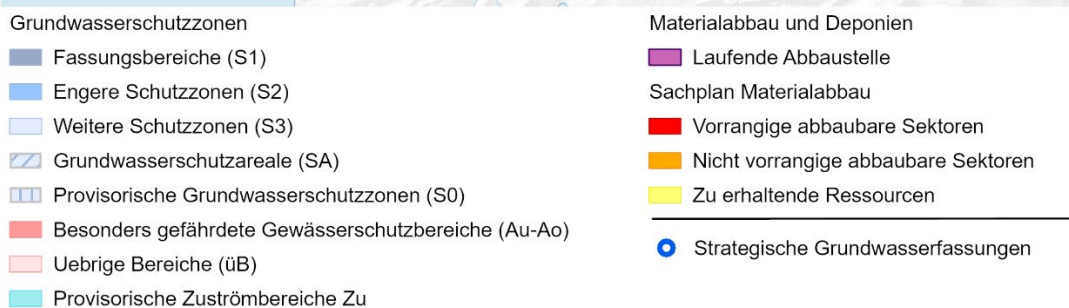 Grundwasserschutzzonen
Fassungsbereiche (S1)
Engere Schutzzonen (S2)
Weitere Schutzzonen (S3)
Grundwasserschutzareale (SA)
Provisorische Grundwasserschutzzonen (S0)
Besonders gefährdete Gewässerschutzbereiche (Au-Ao)
Uebrige Bereiche (üB)
Provisorische Zuströmbereiche Zu
Materialabbau und Deponien
Laufende Abbaustelle
Sachplan Materialabbau
Vorrangige abbaubare Sektoren
Nicht vorrangige abbaubare Sektoren
Zu erhaltende Ressourcen
Strategische Grundwasserfassungen